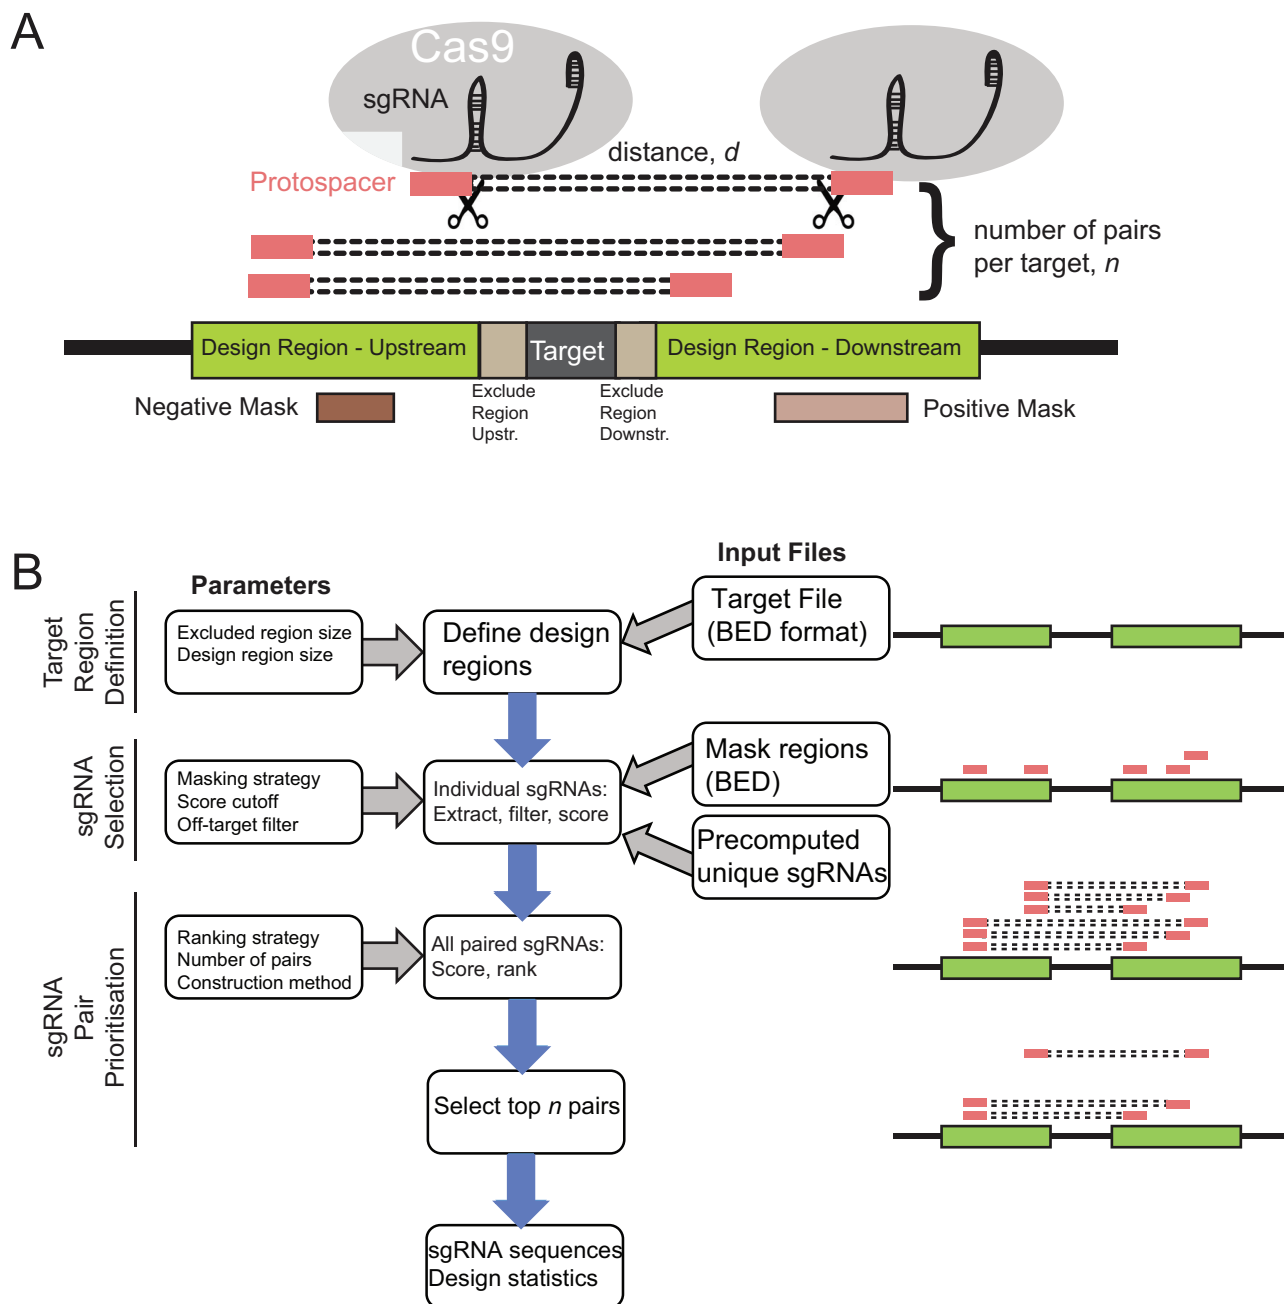 A
Cas9
sgRNA
distance, d
Protospacer
number of pairs
per target, n
Design Region - Upstream
Target
Design Region - Downstream
Negative Mask
Exclude
Region
Upstr.
Exclude
Region
Downstr.
Positive Mask
B
Parameters
Input Files
Target
Region
Definition
Excluded region size
Design region size
Define design
regions
Target File
(BED format)
sgRNA
Selection
Masking strategy
Score cutoff
Off-target filter
Individual sgRNAs:
Extract, filter, score
Mask regions
(BED)
Precomputed
unique sgRNAs
sgRNA
Pair
Prioritisation
Ranking strategy
Number of pairs
Construction method
All paired sgRNAs:
Score, rank
Select top n pairs
sgRNA sequences
Design statistics